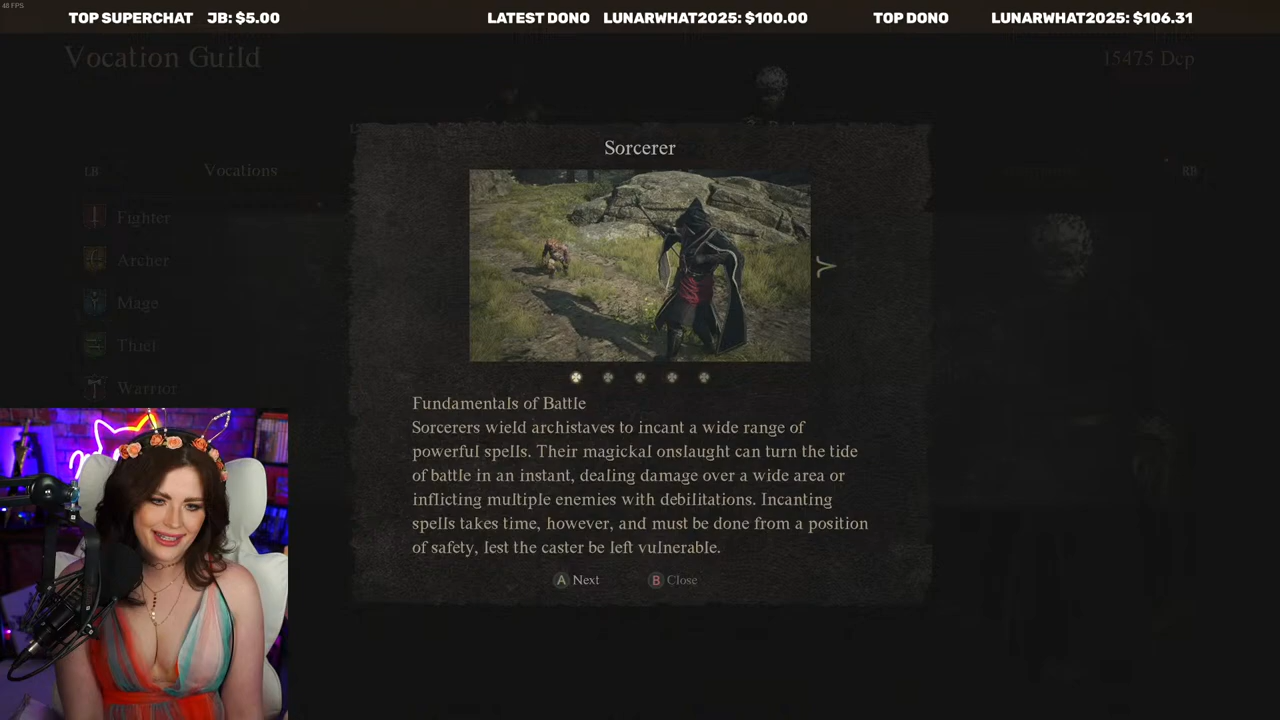 48 FPS
TOP SUPERCHAT JB: $5.00 LATEST DONO LUNARWHAT2025: $100.00 TOP DONO LUNARWHAT2025: $106.31
Vocation Guild 15475 Dcp
Sorcerer
LB Vocations RB
Fighter
Archer
Mage
Thief
Warrior
Fundamentals of Battle
Sorcerers wield archistaves to incant a wide range of
powerful spells. Their magickal onslaught can turn the tide
of battle in an instant, dealing damage over a wide area or
inflicting multiple enemies with debilitations. Incanting
spells takes time, however, and must be done from a position
of safety, lest the caster be left vulnerable.
A Next B Close